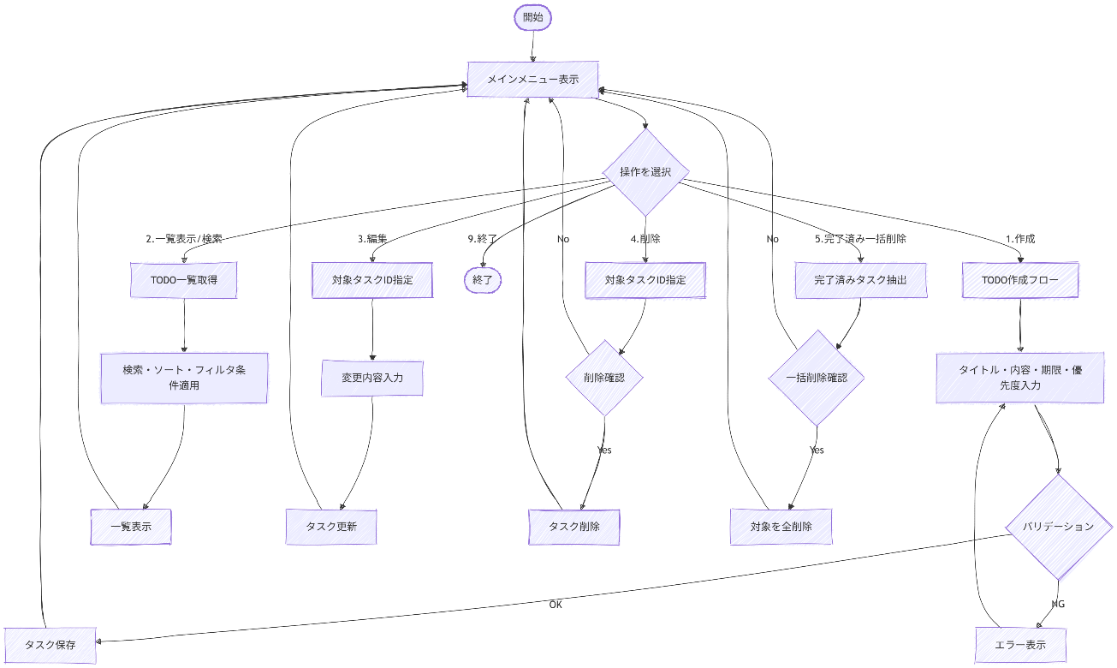 開始
メインメニュー表示
操作を選択
2.一覧表示/検索
3.編集
9.終了
No
4.削除
No
5.完了済み一括削除
1.作成
TODO一覧取得
対象タスクID指定
終了
対象タスクID指定
完了済みタスク抽出
TODO作成フロー
検索・ソート・フィルタ条
件適用
変更内容入力
削除確認
一括削除確認
タイトル・内容・期限・優
先度入力
Yes
Yes
一覧表示
タスク更新
タスク削除
対象を全削除
バリデーション
OK
NG
タスク保存
エラー表示